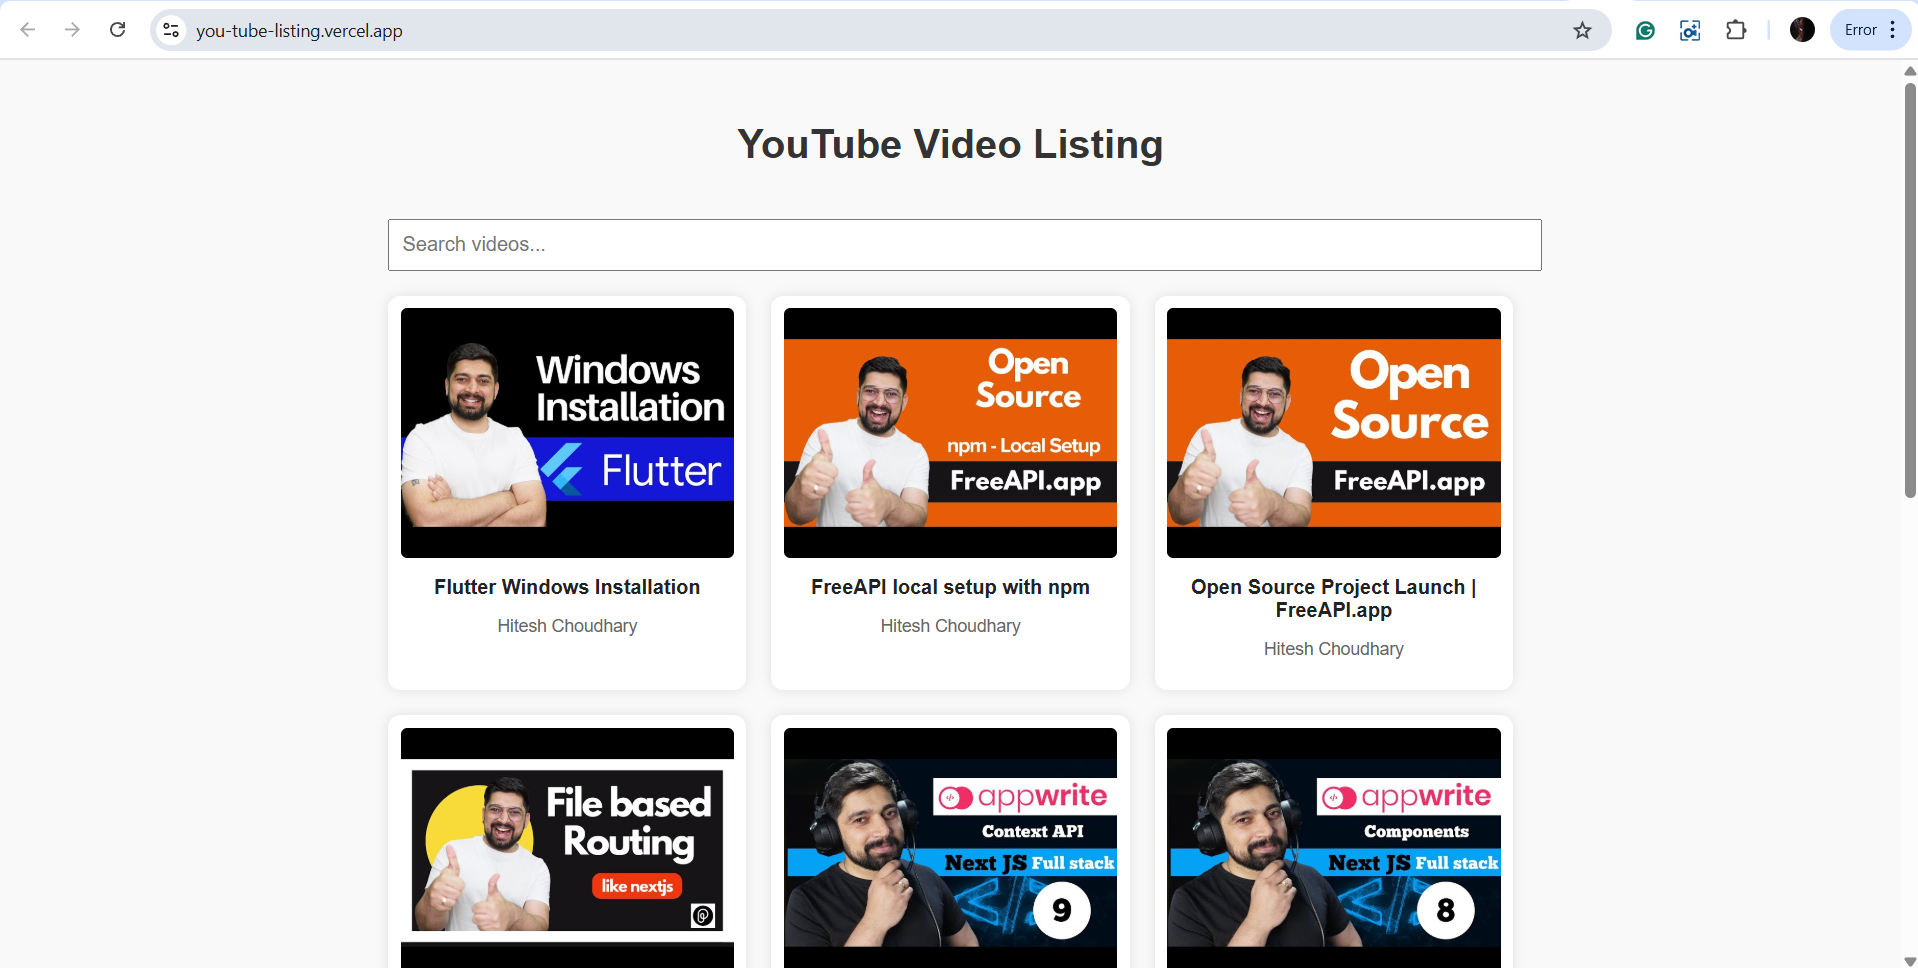 you-tube-listing.vercel.app
Error
YouTube Video Listing
Search videos...
Windows
Installation
Flutter
Flutter Windows Installation
Hitesh Choudhary
Open
Source
npm - Local Setup
FreeAPI.app
FreeAPI local setup with npm
Hitesh Choudhary
Open
Source
FreeAPI.app
Open Source Project Launch |
FreeAPI.app
Hitesh Choudhary
File based
Routing
like nextjs
appwrite
Context API
Next JS Full stack
9
appwrite
Components
Next JS Full stack
8